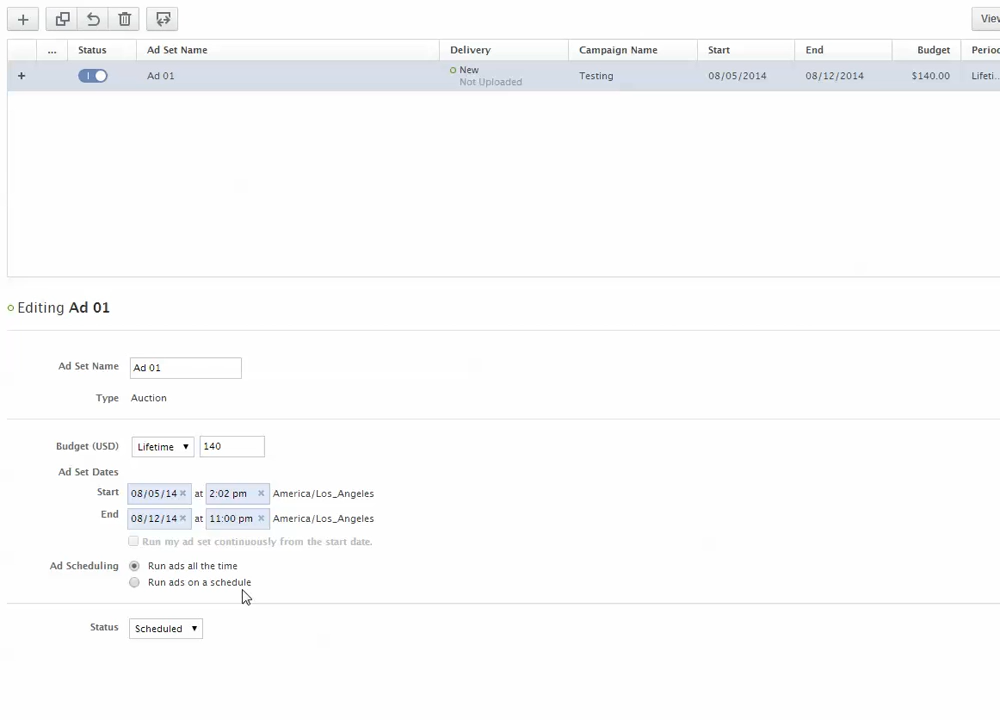 View
... Status Ad Set Name Delivery Campaign Name Start End Budget Perio
+ Ad 01 New Testing 08/05/2014 08/12/2014 $140.00 Lifeti...
Not Uploaded
Editing Ad 01
Ad Set Name Ad 01
Type Auction
Budget (USD) Lifetime 140
Ad Set Dates
Start 08/05/14 at 2:02 pm America/Los_Angeles
End 08/12/14 at 11:00 pm America/Los_Angeles
Run my ad set continuously from the start date.
Ad Scheduling Run ads all the time
Run ads on a schedule
Status Scheduled